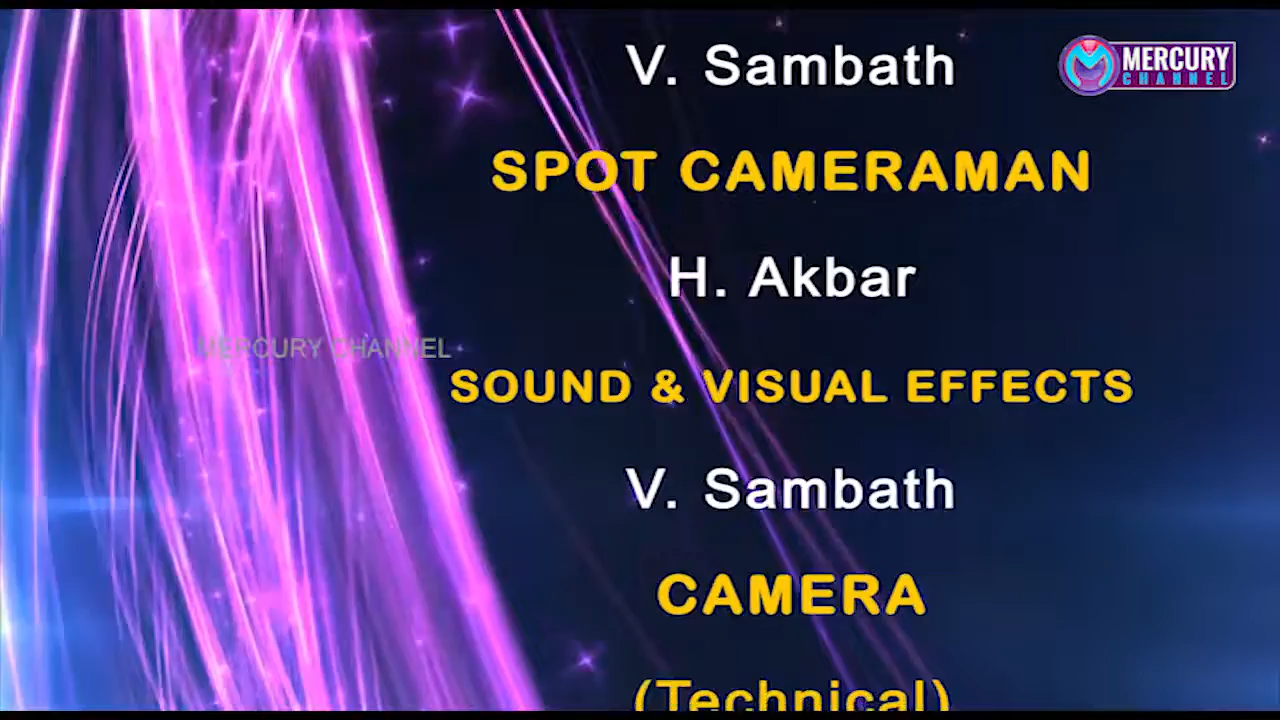 V. Sambath
MERCURY
CHANNEL
SPOT CAMERAMAN
H. Akbar
MERCURY CHANNEL
SOUND & VISUAL EFFECTS
V. Sambath
CAMERA
(Technical)